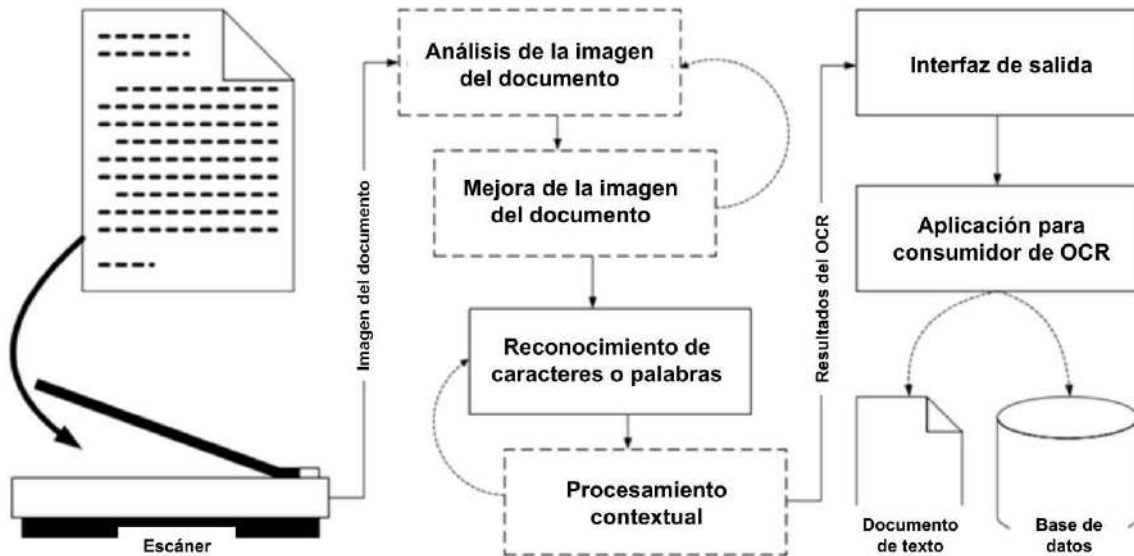 Análisis de la imagen
del documento
Mejora de la imagen
del documento
Reconocimiento de
caracteres o palabras
Procesamiento
contextual
Interfaz de salida
Aplicación para
consumidor de OCR
Imagen del documento
Resultados del OCR
Escáner
Documento
de texto
Base de
datos